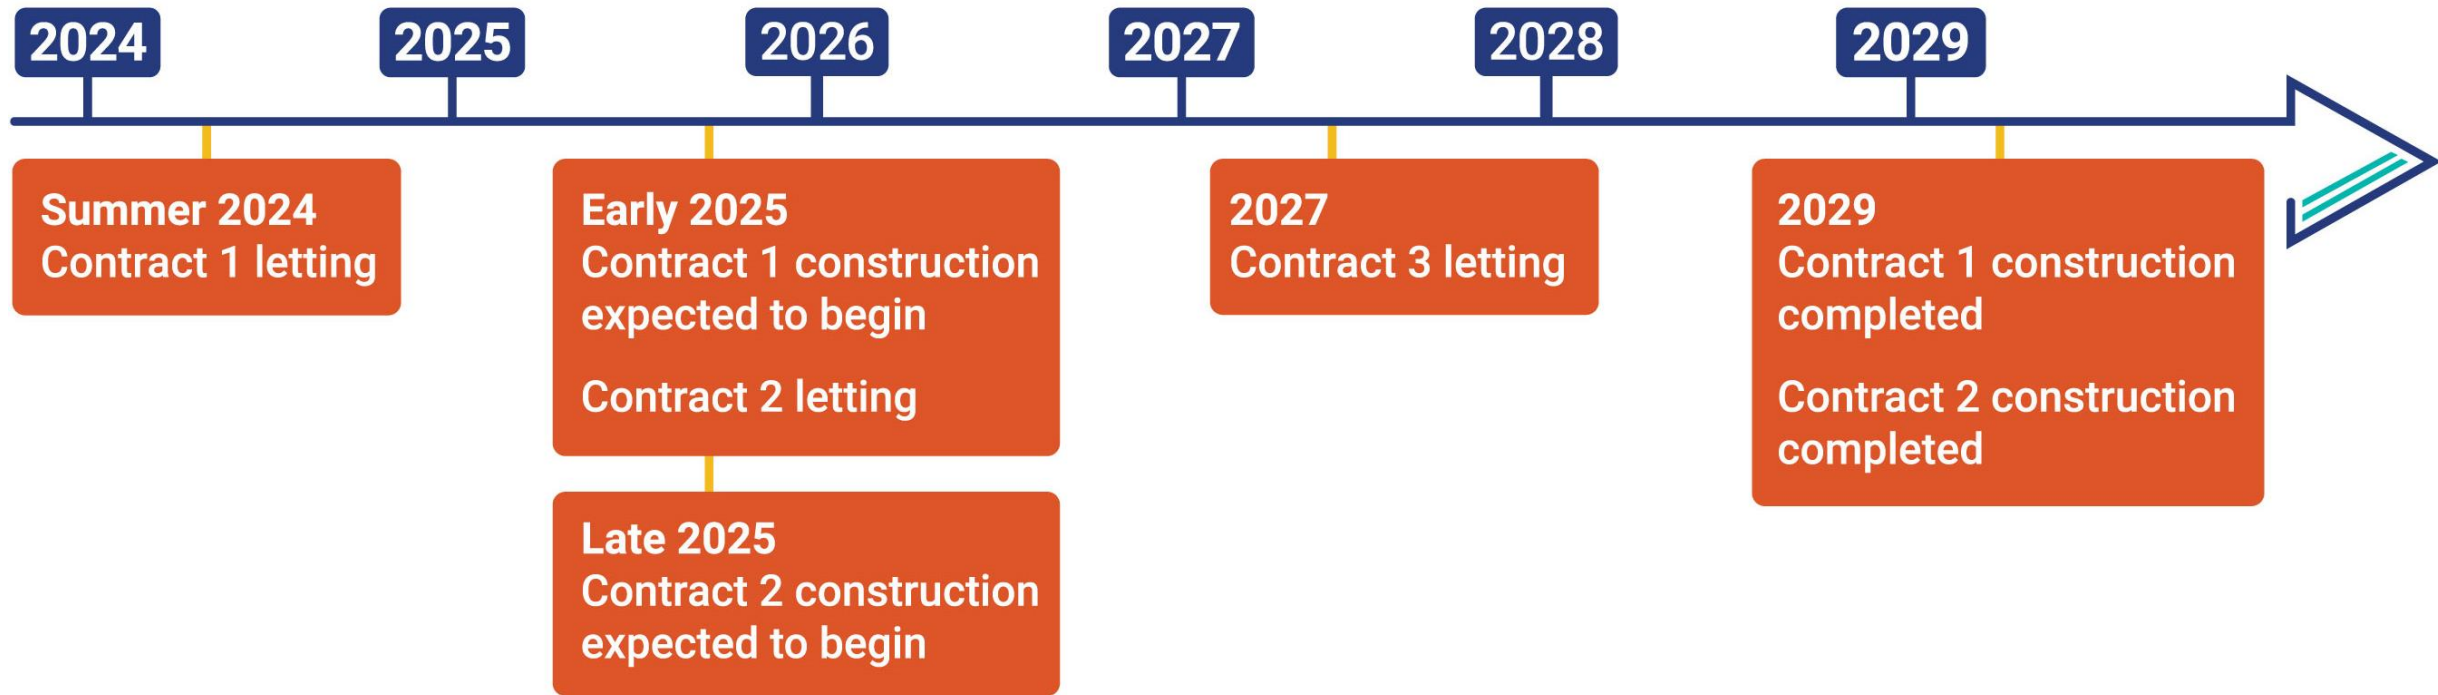 2024
2025
2026
2027
2028
2029
Summer 2024
Contract 1 letting
Early 2025
Contract 1 construction
expected to begin
Contract 2 letting
Late 2025
Contract 2 construction
expected to begin
2027
Contract 3 letting
2029
Contract 1 construction
completed
Contract 2 construction
completed